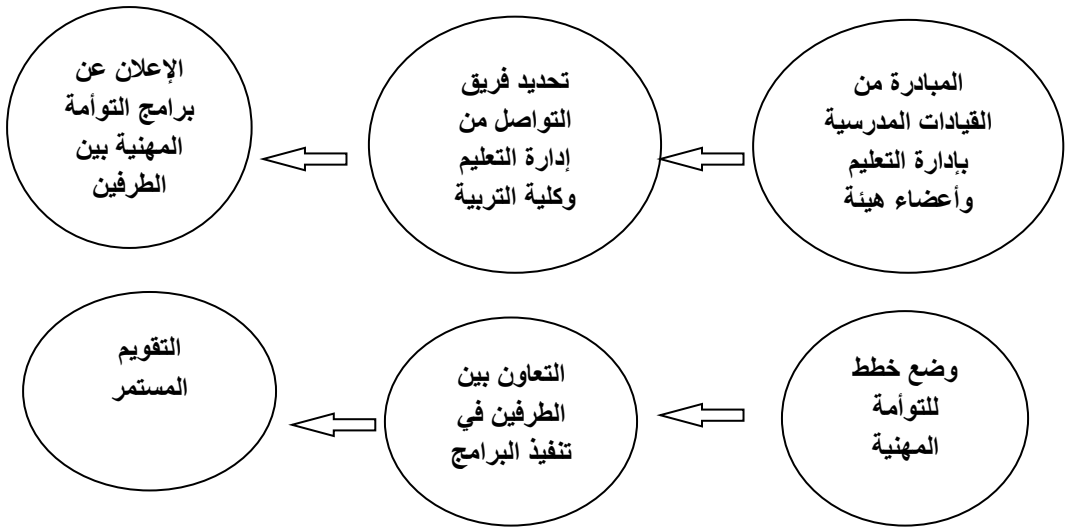 المبادرة من
القيادات المدرسية
بإدارة التعليم
وأعضاء هيئة
تحديد فريق
التواصل من
إدارة التعليم
وكلية التربية
الإعلان عن
برامج التوأمة
المهنية بين
الطرفين
وضع خطط
للتوأمة
المهنية
التعاون بين
الطرفين في
تنفيذ البرامج
التقويم
المستمر